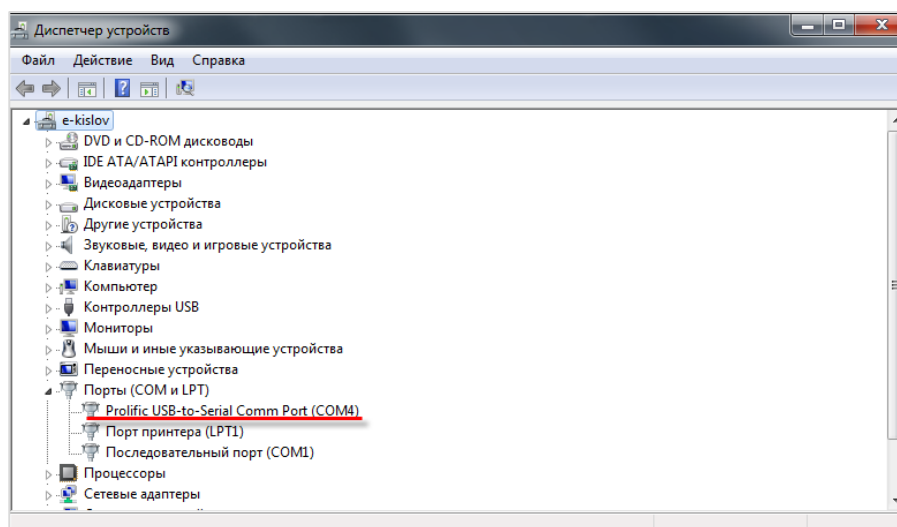 Диспетчер устройств
Файл Действие Вид Справка
e-kislov
DVD и CD-ROM дисководы
IDE ATA/ATAPI контроллеры
Видеоадаптеры
Дисковые устройства
Другие устройства
Звуковые, видео и игровые устройства
Клавиатуры
Компьютер
Контроллеры USB
Мониторы
Мыши и иные указывающие устройства
Переносные устройства
Порты (COM и LPT)
Prolific USB-to-Serial Comm Port (COM4)
Порт принтера (LPT1)
Последовательный порт (COM1)
Процессоры
Сетевые адаптеры